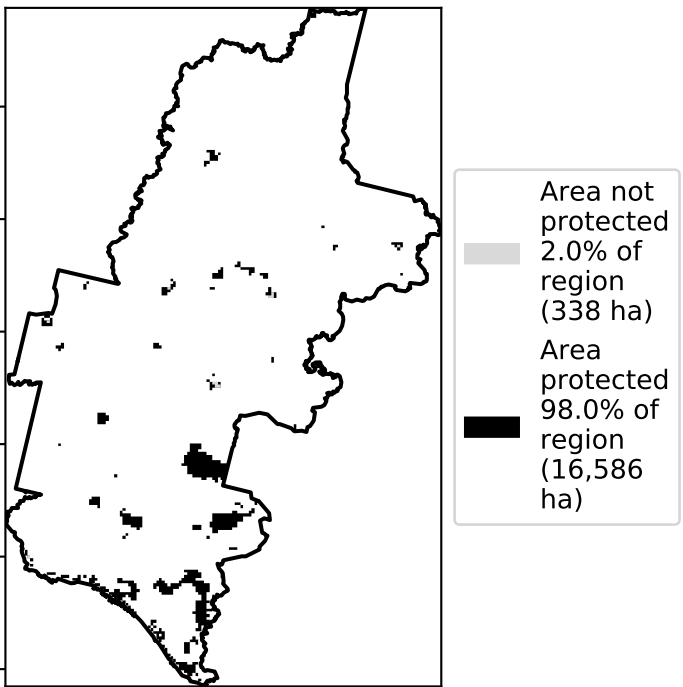 Area not
protected
2.0% of
region
(338 ha)
Area
protected
98.0% of
region
(16,586
ha)